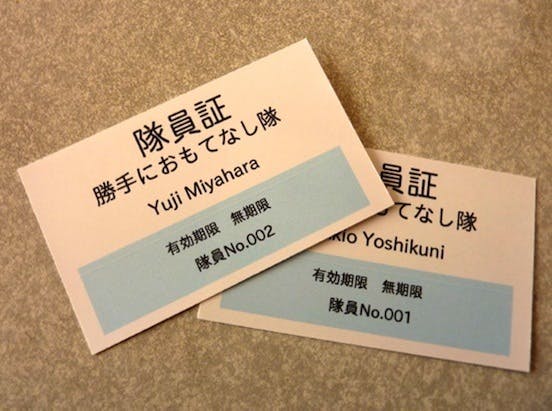 隊員証
勝手におもてなし隊
Yuji Miyahara
有効期限 無期限
隊員No.002
員証
てなし隊
Yoshikuni
有効期限 無期限
隊員No.001